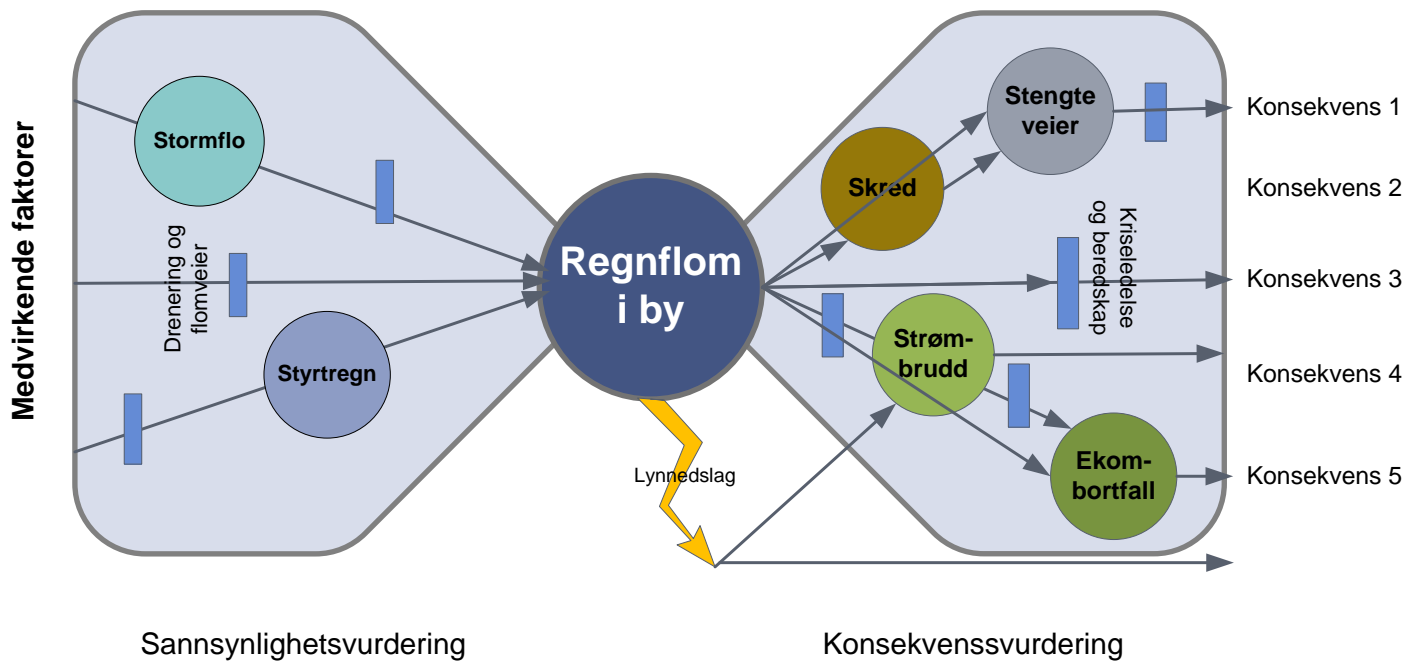 Medvirkende faktorer
Stormflo
Drenering og
flomveier
Styrtregn
Regnflom
i by
Lynnedslag
Skred
Stengte
veier
Kriseledelse
og beredskap
Strøm-
brudd
Ekom-
bortfall
Konsekvens 1
Konsekvens 2
Konsekvens 3
Konsekvens 4
Konsekvens 5
Sannsynlighetsvurdering
Konsekvenssvurdering